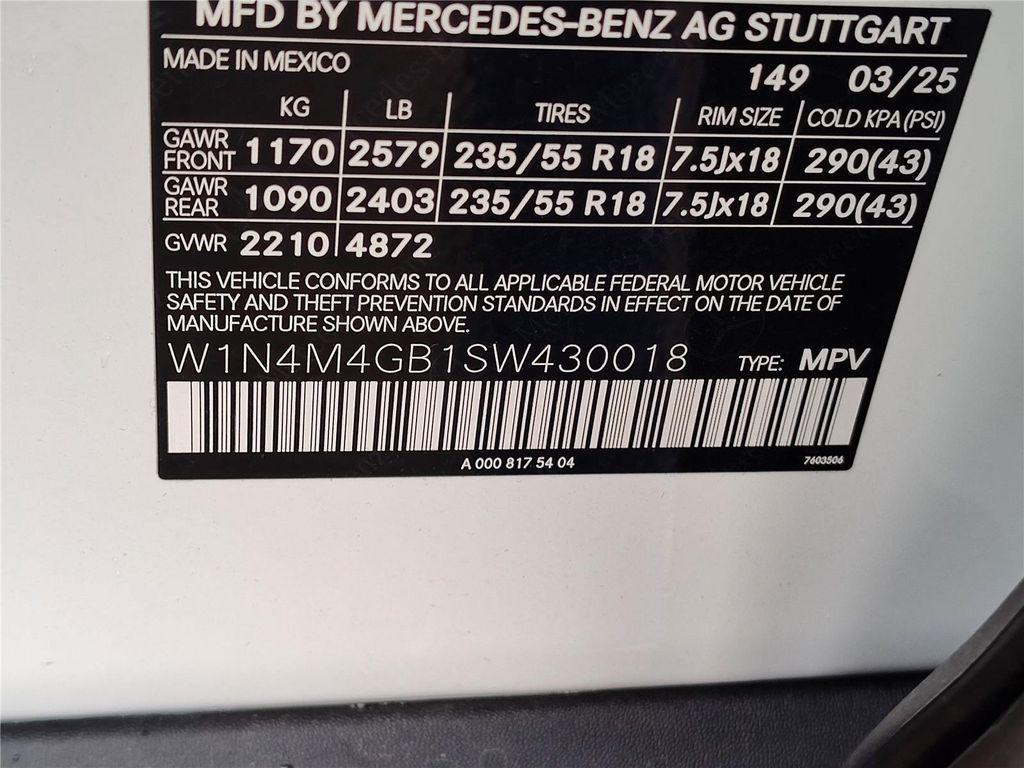 MFD BY MERCEDES-BENZ AG STUTTGART
MADE IN MEXICO 149 03/25
KG LB TIRES RIM SIZE COLD KPA (PSI)
GAWR FRONT 1170 2579 235/55 R18 7.5Jx18 290(43)
GAWR REAR 1090 2403 235/55 R18 7.5Jx18 290(43)
GVWR 2210 4872
THIS VEHICLE CONFORMS TO ALL APPLICABLE FEDERAL MOTOR VEHICLE
SAFETY AND THEFT PREVENTION STANDARDS IN EFFECT ON THE DATE OF
MANUFACTURE SHOWN ABOVE.
W1N4M4GB1SW430018 TYPE: MPV
A 000 817 54 04 7603506